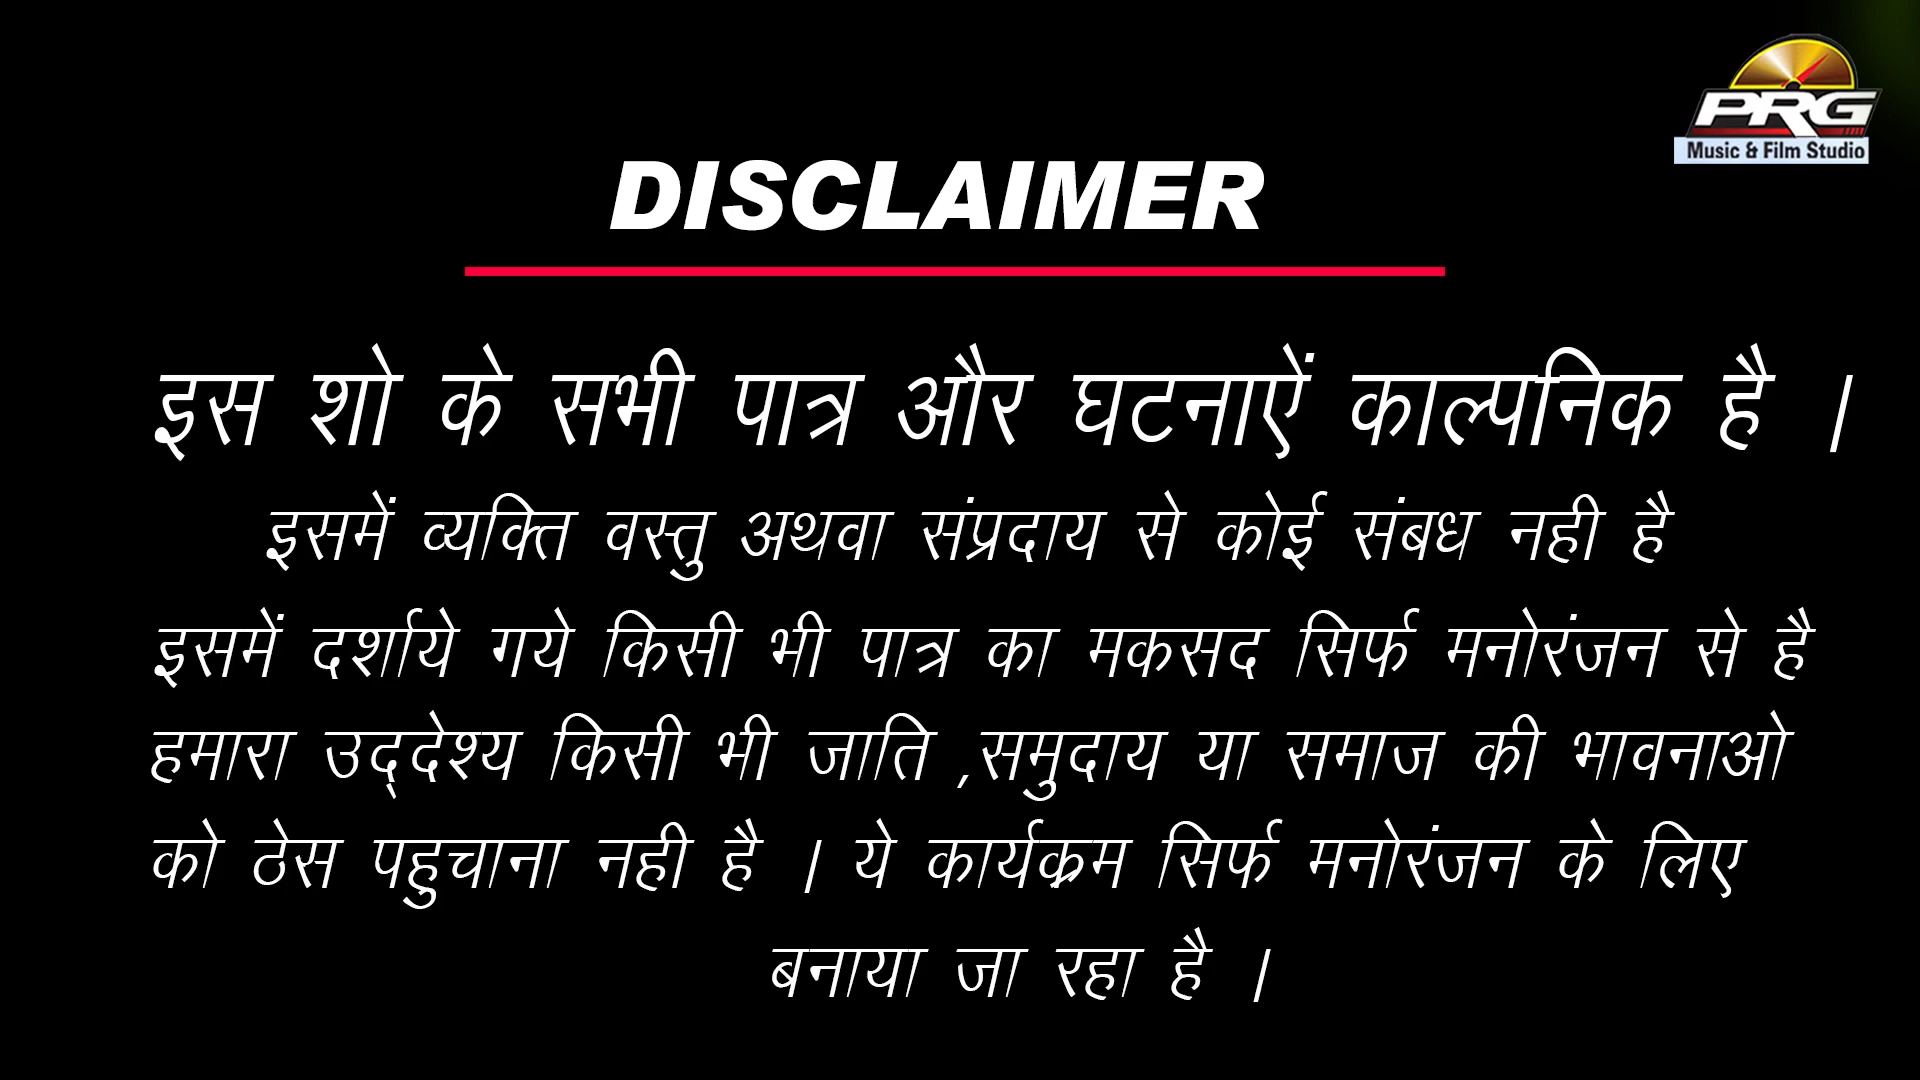 PRG
Music & Film Studio
DISCLAIMER
इस शो के सभी पात्र और घटनाऐं काल्पनिक है ।
इसमें व्यक्ति वस्तु अथवा संप्रदाय से कोई संबध नही है
इसमें दर्शाये गये किसी भी पात्र का मकसद सिर्फ मनोरंजन से है
हमारा उद्देश्य किसी भी जाति ,समुदाय या समाज की भावनाओ
को ठेस पहुचाना नही है । ये कार्यक्रम सिर्फ मनोरंजन के लिए
बनाया जा रहा है ।